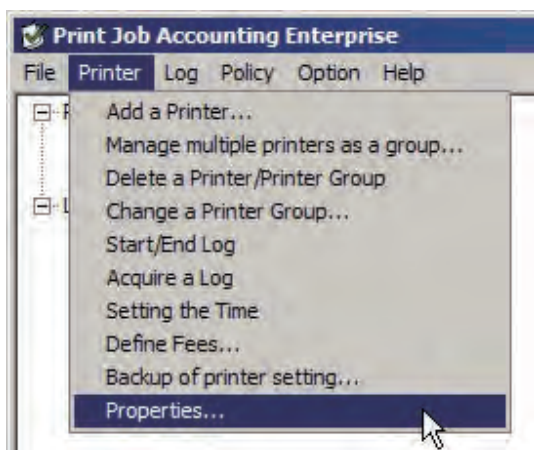 Print Job Accounting Enterprise
File Printer Log Policy Option Help
Add a Printer...
Manage multiple printers as a group...
Delete a Printer/Printer Group
Change a Printer Group...
Start/End Log
Acquire a Log
Setting the Time
Define Fees...
Backup of printer setting...
Properties...